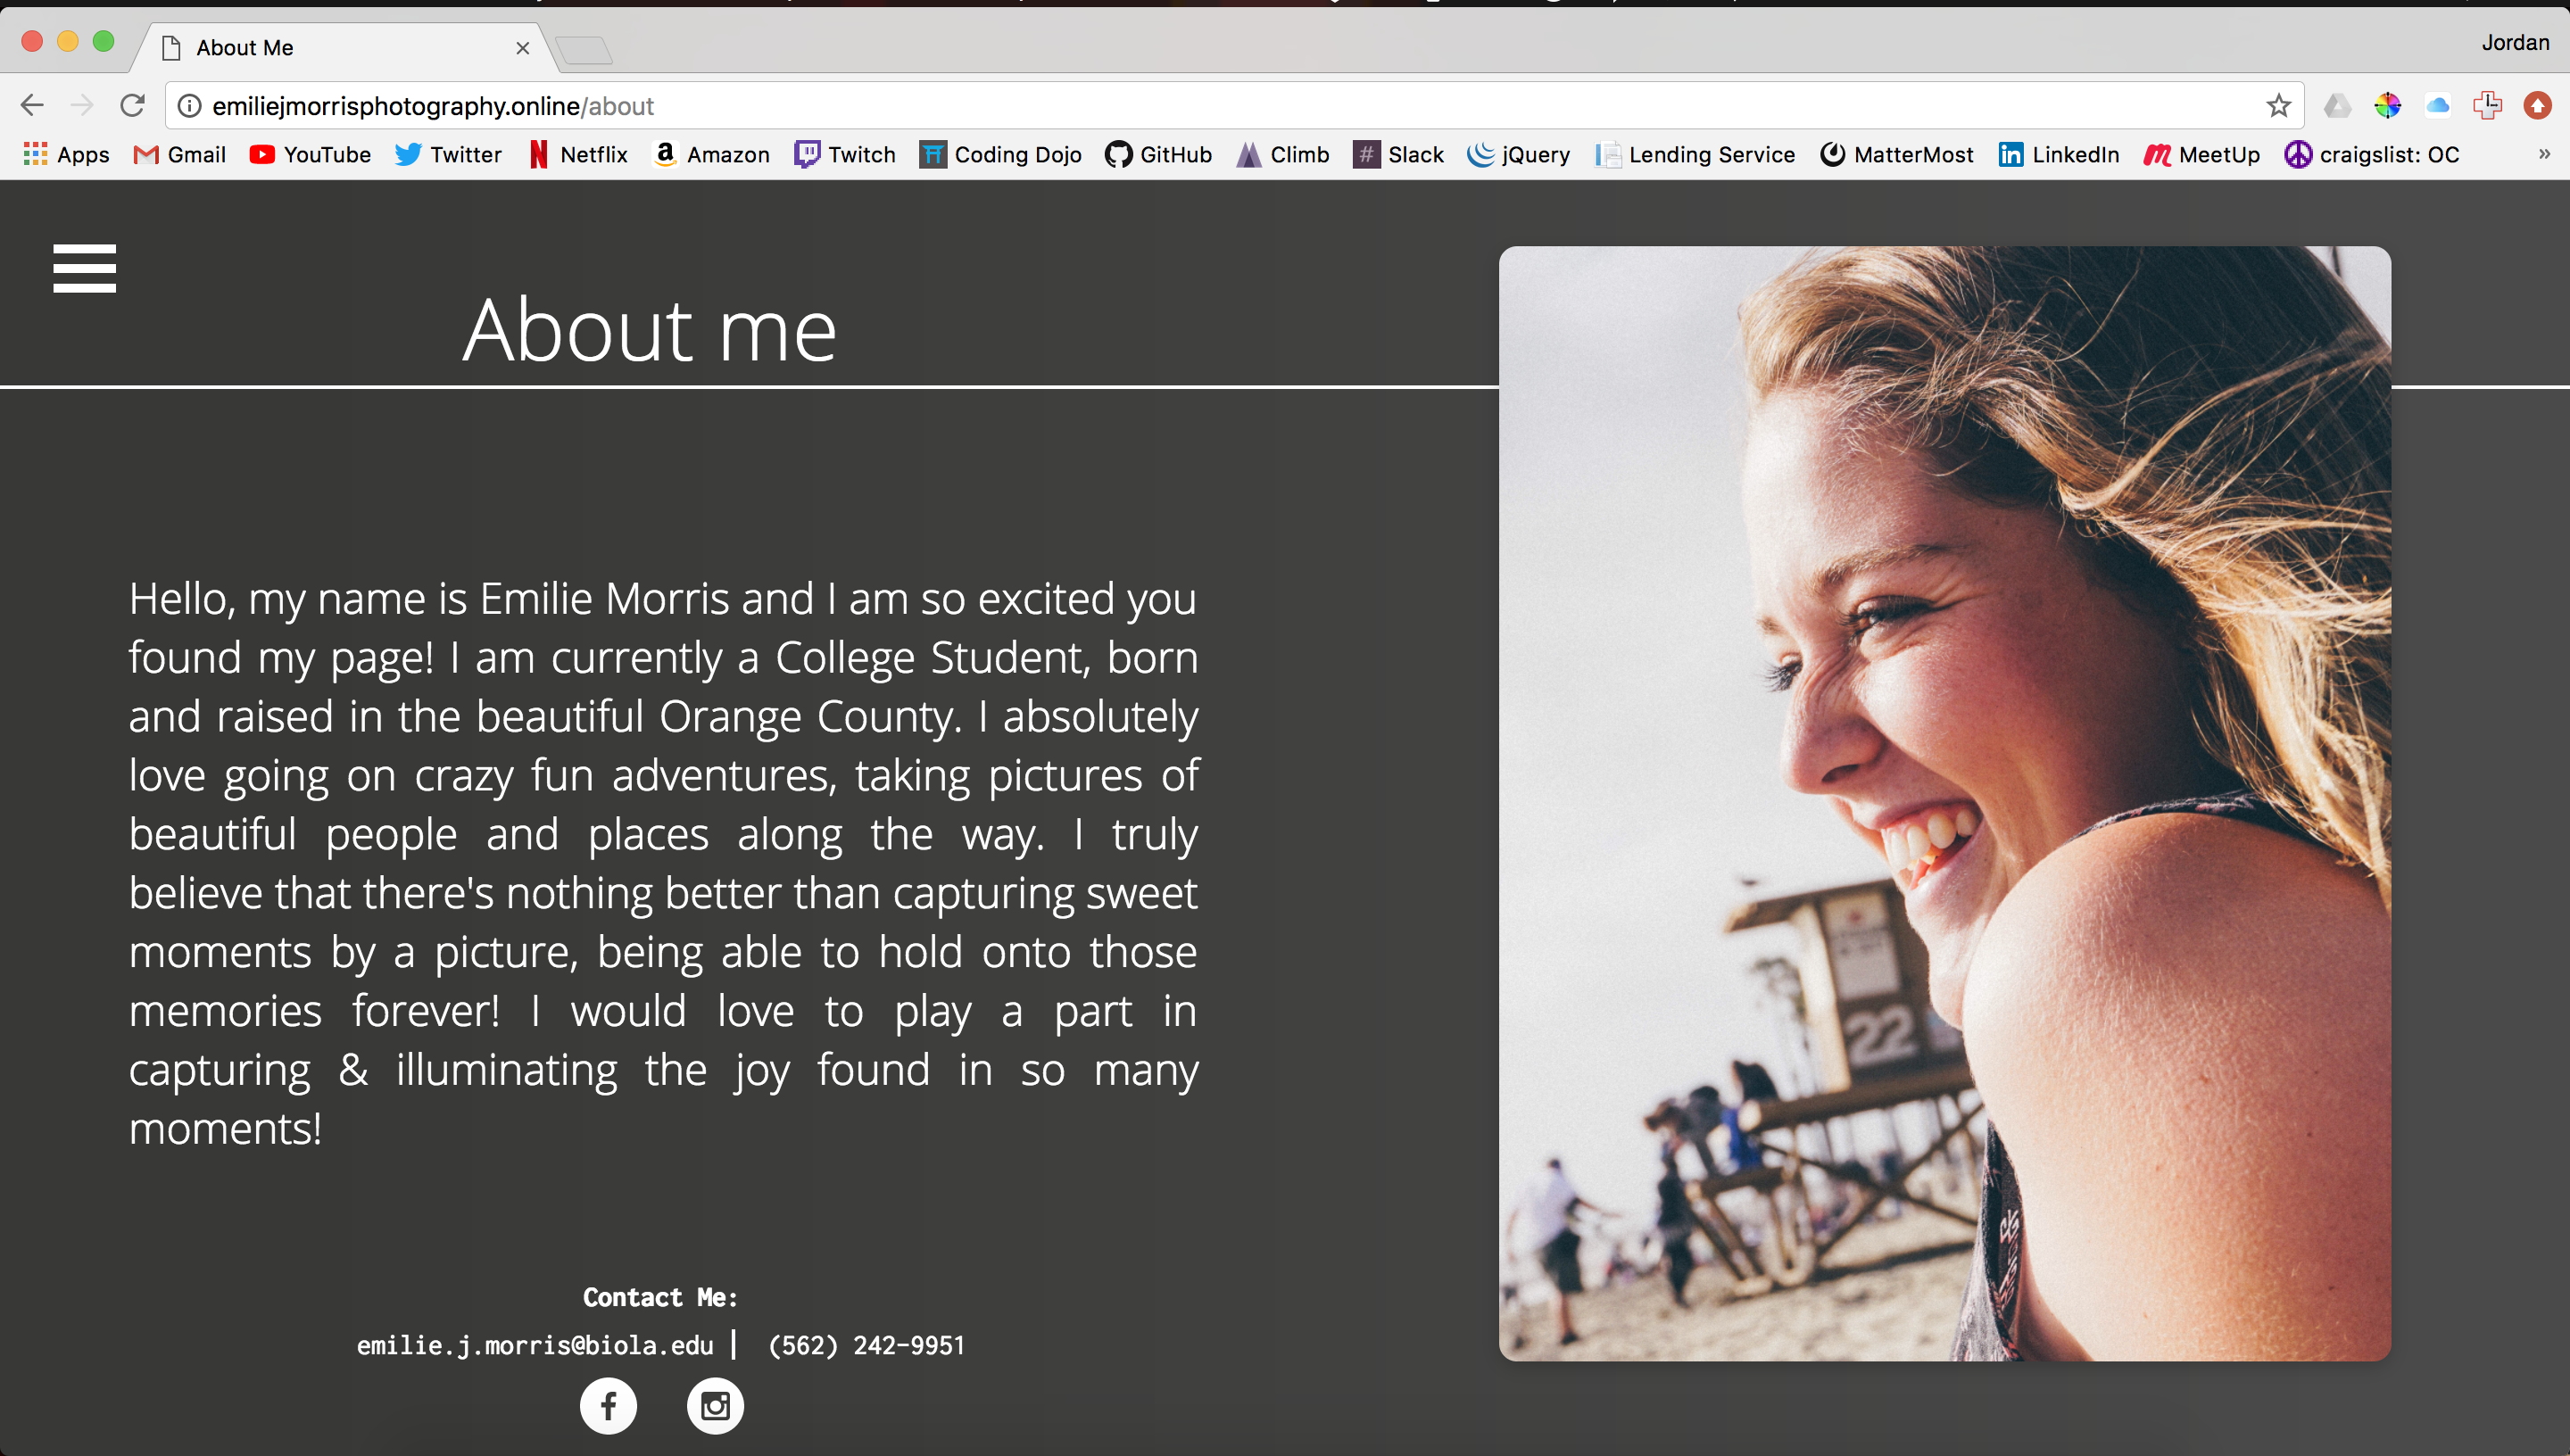 About Me
Jordan
emiliejmorrisphotography.online/about
Apps Gmail YouTube Twitter Netflix Amazon Twitch Coding Dojo GitHub Climb Slack jQuery Lending Service MatterMost LinkedIn MeetUp craigslist: OC »
About me
Hello, my name is Emilie Morris and I am so excited you
found my page! I am currently a College Student, born
and raised in the beautiful Orange County. I absolutely
love going on crazy fun adventures, taking pictures of
beautiful people and places along the way. I truly
believe that there's nothing better than capturing sweet
moments by a picture, being able to hold onto those
memories forever! I would love to play a part in
capturing & illuminating the joy found in so many
moments!
22
Contact Me:
emilie.j.morris@biola.edu | (562) 242-9951